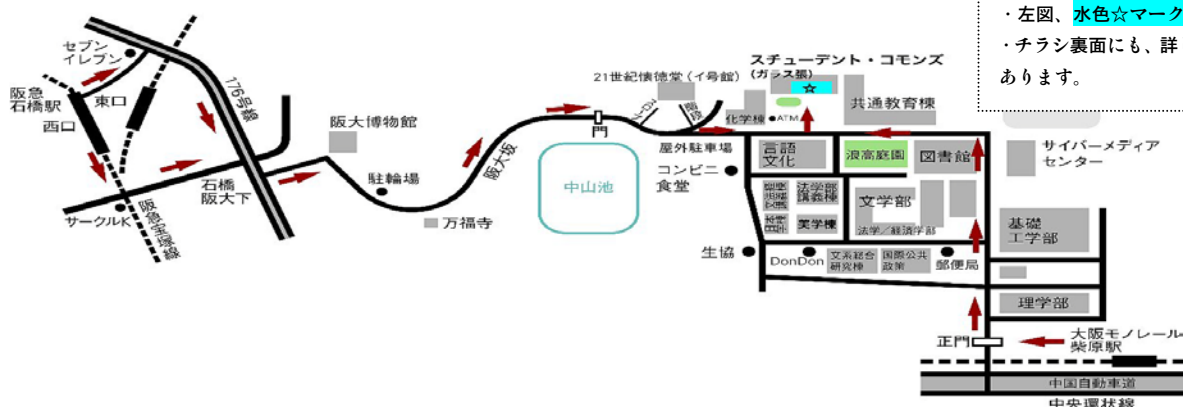 ・左図、水色☆マーク
・チラシ裏面にも、詳
あります。
セブン
イレブン
阪急
石橋駅
東口
西口
176号線
阪大博物館
石橋
阪大下
サークルK
阪急宝塚線
駐輪場
万福寺
阪大坂
門
中山池
21世紀懐徳堂(イ号館)
スチューデント・コモンズ
(ガラス張)
☆
化学棟
ATM
共通教育棟
屋外駐車場
コンビニ
食堂
言語
文化
浪高庭園
図書館
サイバーメディア
センター
法学部
講義棟
文学部
美学棟
法学/経済学部
基礎
工学部
生協
DonDon
文系総合
研究棟
国際公共
政策
郵便局
理学部
正門
大阪モノレール
柴原駅
中国自動車道
中央環状線